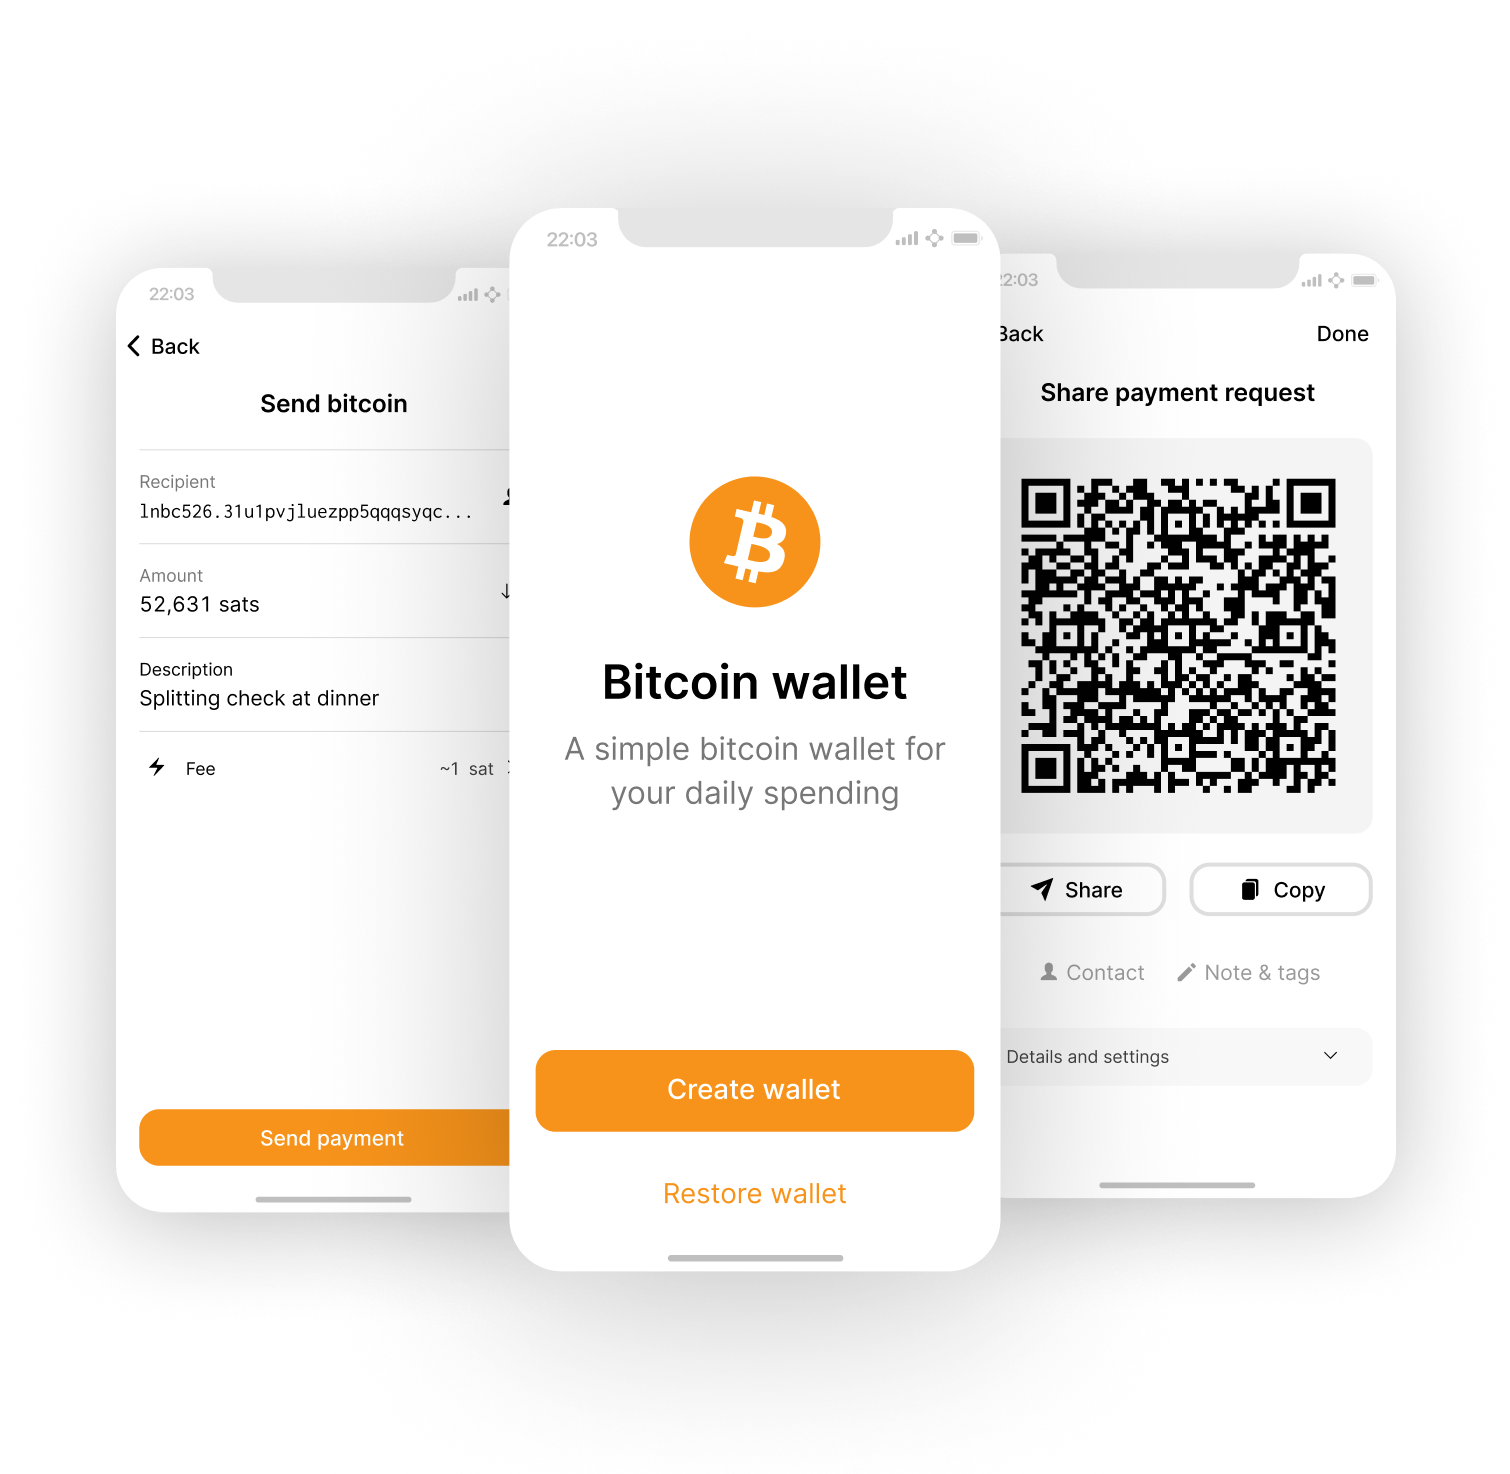 22:03
Back
Send bitcoin
Recipient
lnbc526.31u1pvjluezpp5qqqsyqc...
Amount
52,631 sats
Description
Splitting check at dinner
Fee
~1 sat
Send payment
22:03
Bitcoin wallet
A simple bitcoin wallet for
your daily spending
Create wallet
Restore wallet
22:03
Back
Done
Share payment request
Share
Copy
Contact
Note & tags
Details and settings